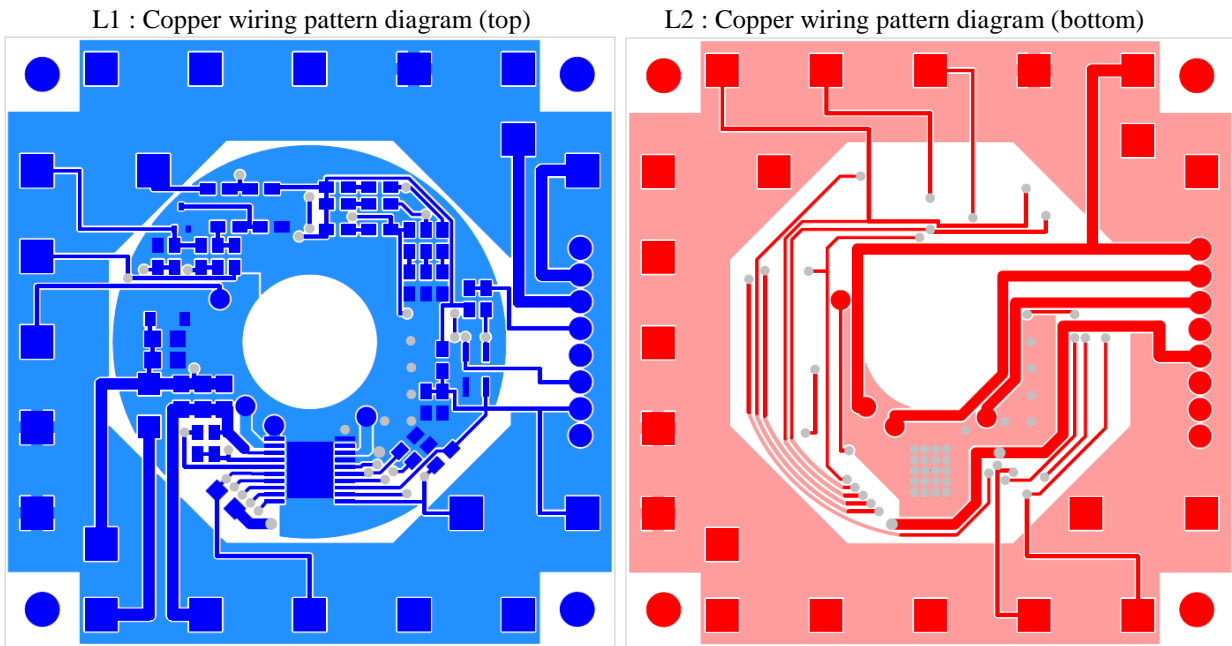 L1 : Copper wiring pattern diagram (top)
L2 : Copper wiring pattern diagram (bottom)